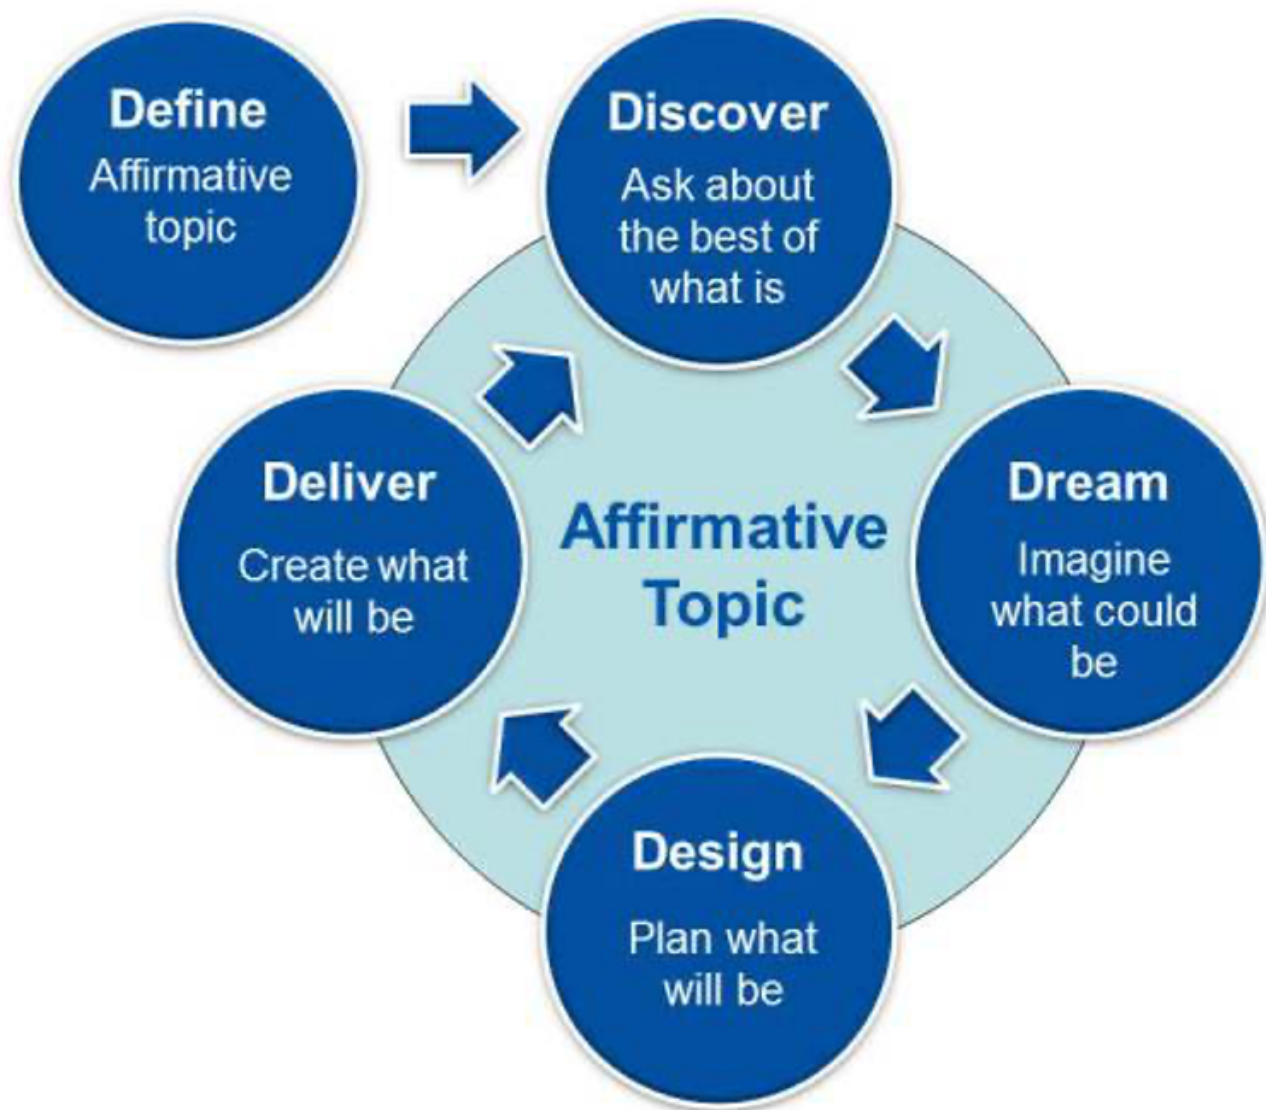 Define
Affirmative
topic
Discover
Ask about
the best of
what is
Dream
Imagine
what could
be
Design
Plan what
will be
Deliver
Create what
will be
Affirmative
Topic